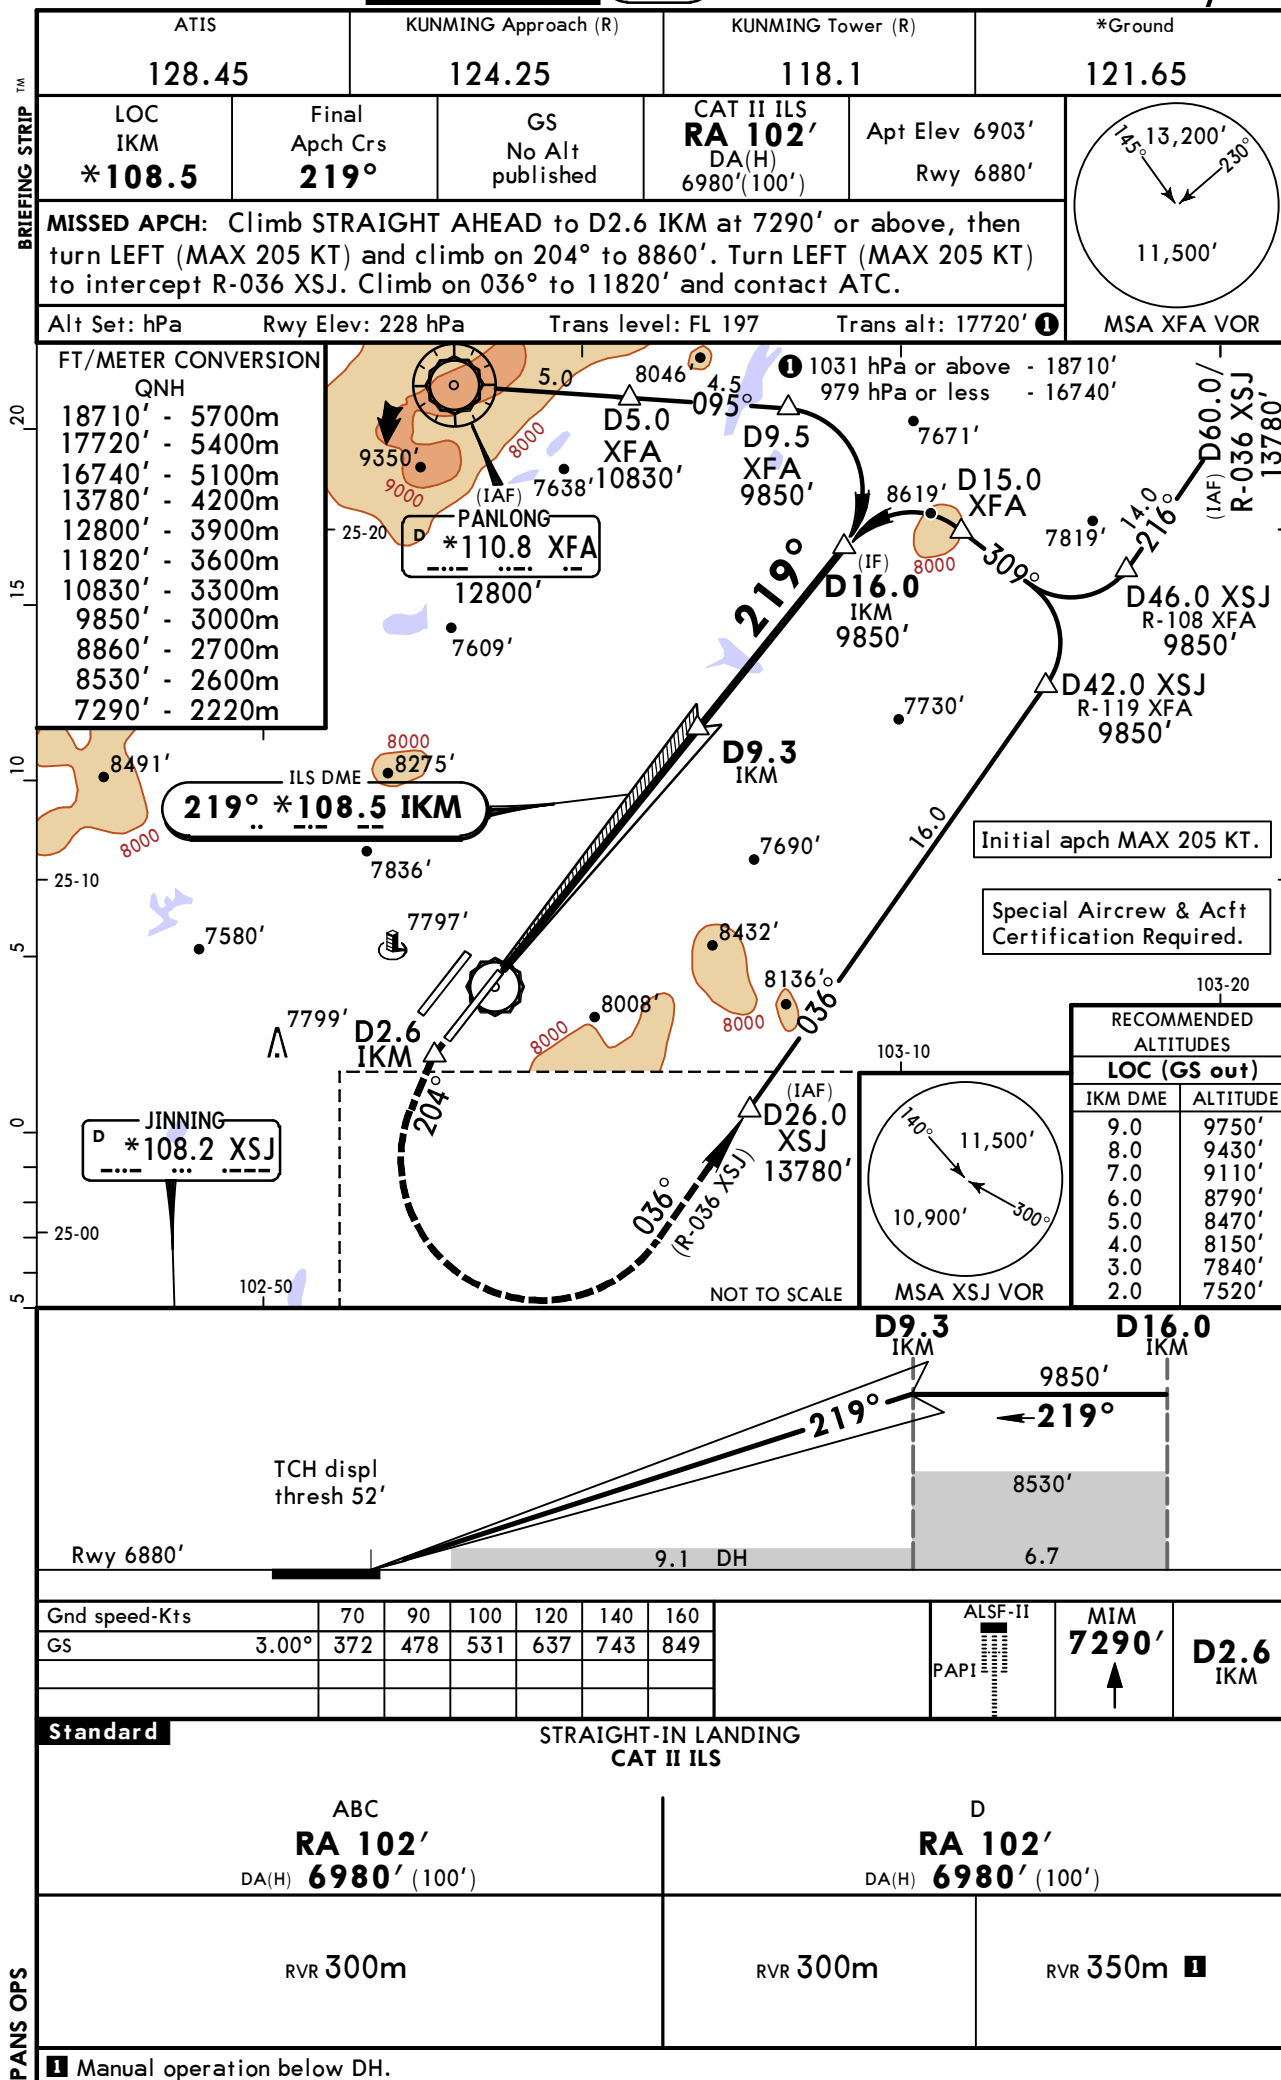 BRIEFING STRIP TM
ATIS
128.45
KUNMING Approach (R)
124.25
KUNMING Tower (R)
118.1
*Ground
121.65
LOC
IKM
*108.5
Final
Apch Crs
219°
GS
No Alt
published
CAT II ILS
RA 102'
DA(H)
6980'(100')
Apt Elev 6903'
Rwy 6880'
145°
13,200'
230°
11,500'
MSA XFA VOR
MISSED APCH: Climb STRAIGHT AHEAD to D2.6 IKM at 7290' or above, then
turn LEFT (MAX 205 KT) and climb on 204° to 8860'. Turn LEFT (MAX 205 KT)
to intercept R-036 XSJ. Climb on 036° to 11820' and contact ATC.
Alt Set: hPa Rwy Elev: 228 hPa Trans level: FL 197 Trans alt: 17720' 1
FT/METER CONVERSION
QNH
18710' - 5700m
17720' - 5400m
16740' - 5100m
13780' - 4200m
12800' - 3900m
11820' - 3600m
10830' - 3300m
9850' - 3000m
8860' - 2700m
8530' - 2600m
7290' - 2220m
1 1031 hPa or above - 18710'
979 hPa or less - 16740'
5.0
8046'
4.5
095°
D5.0
XFA
10830'
D9.5
XFA
9850'
7671'
(IAF) D60.0/
R-036 XSJ
13780'
9350'
9000
8000
7638'
(IAF)
PANLONG
D *110.8 XFA
12800'
25-20
8619'
D15.0
XFA
8000
309°
7819'
14.0
216°
(IF)
D16.0
IKM
9850'
219°
D46.0 XSJ
R-108 XFA
9850'
7609'
D42.0 XSJ
R-119 XFA
9850'
7730'
D9.3
IKM
8491'
8000
8000
8275'
ILS DME
219° *108.5 IKM
7836'
7690'
16.0
Initial apch MAX 205 KT.
25-10
Special Aircrew & Acft
Certification Required.
7580'
7797'
L
8432'
8136'
8000
8008'
8000
036°
7799'
D2.6
IKM
204°
103-20
103-10
JINNING
D *108.2 XSJ
(IAF)
D26.0
XSJ
13780'
036°
(R-036 XSJ)
25-00
102-50
NOT TO SCALE
20
15
10
5
0
5
140°
11,500'
10,900'
300°
MSA XSJ VOR
RECOMMENDED
ALTITUDES
LOC (GS out)
IKM DME ALTITUDE
9.0 9750'
8.0 9430'
7.0 9110'
6.0 8790'
5.0 8470'
4.0 8150'
3.0 7840'
2.0 7520'
D9.3
IKM
D16.0
IKM
9850'
219°
219°
TCH displ
thresh 52'
8530'
Rwy 6880'
9.1 DH
6.7
Gnd speed-Kts 70 90 100 120 140 160
GS 3.00° 372 478 531 637 743 849
ALSF-II
PAPI
MIM
7290'
D2.6
IKM
Standard
STRAIGHT-IN LANDING
CAT II ILS
ABC
RA 102'
DA(H) 6980' (100')
D
RA 102'
DA(H) 6980' (100')
RVR 300m
RVR 300m
RVR 350m 1
PANS OPS
1 Manual operation below DH.